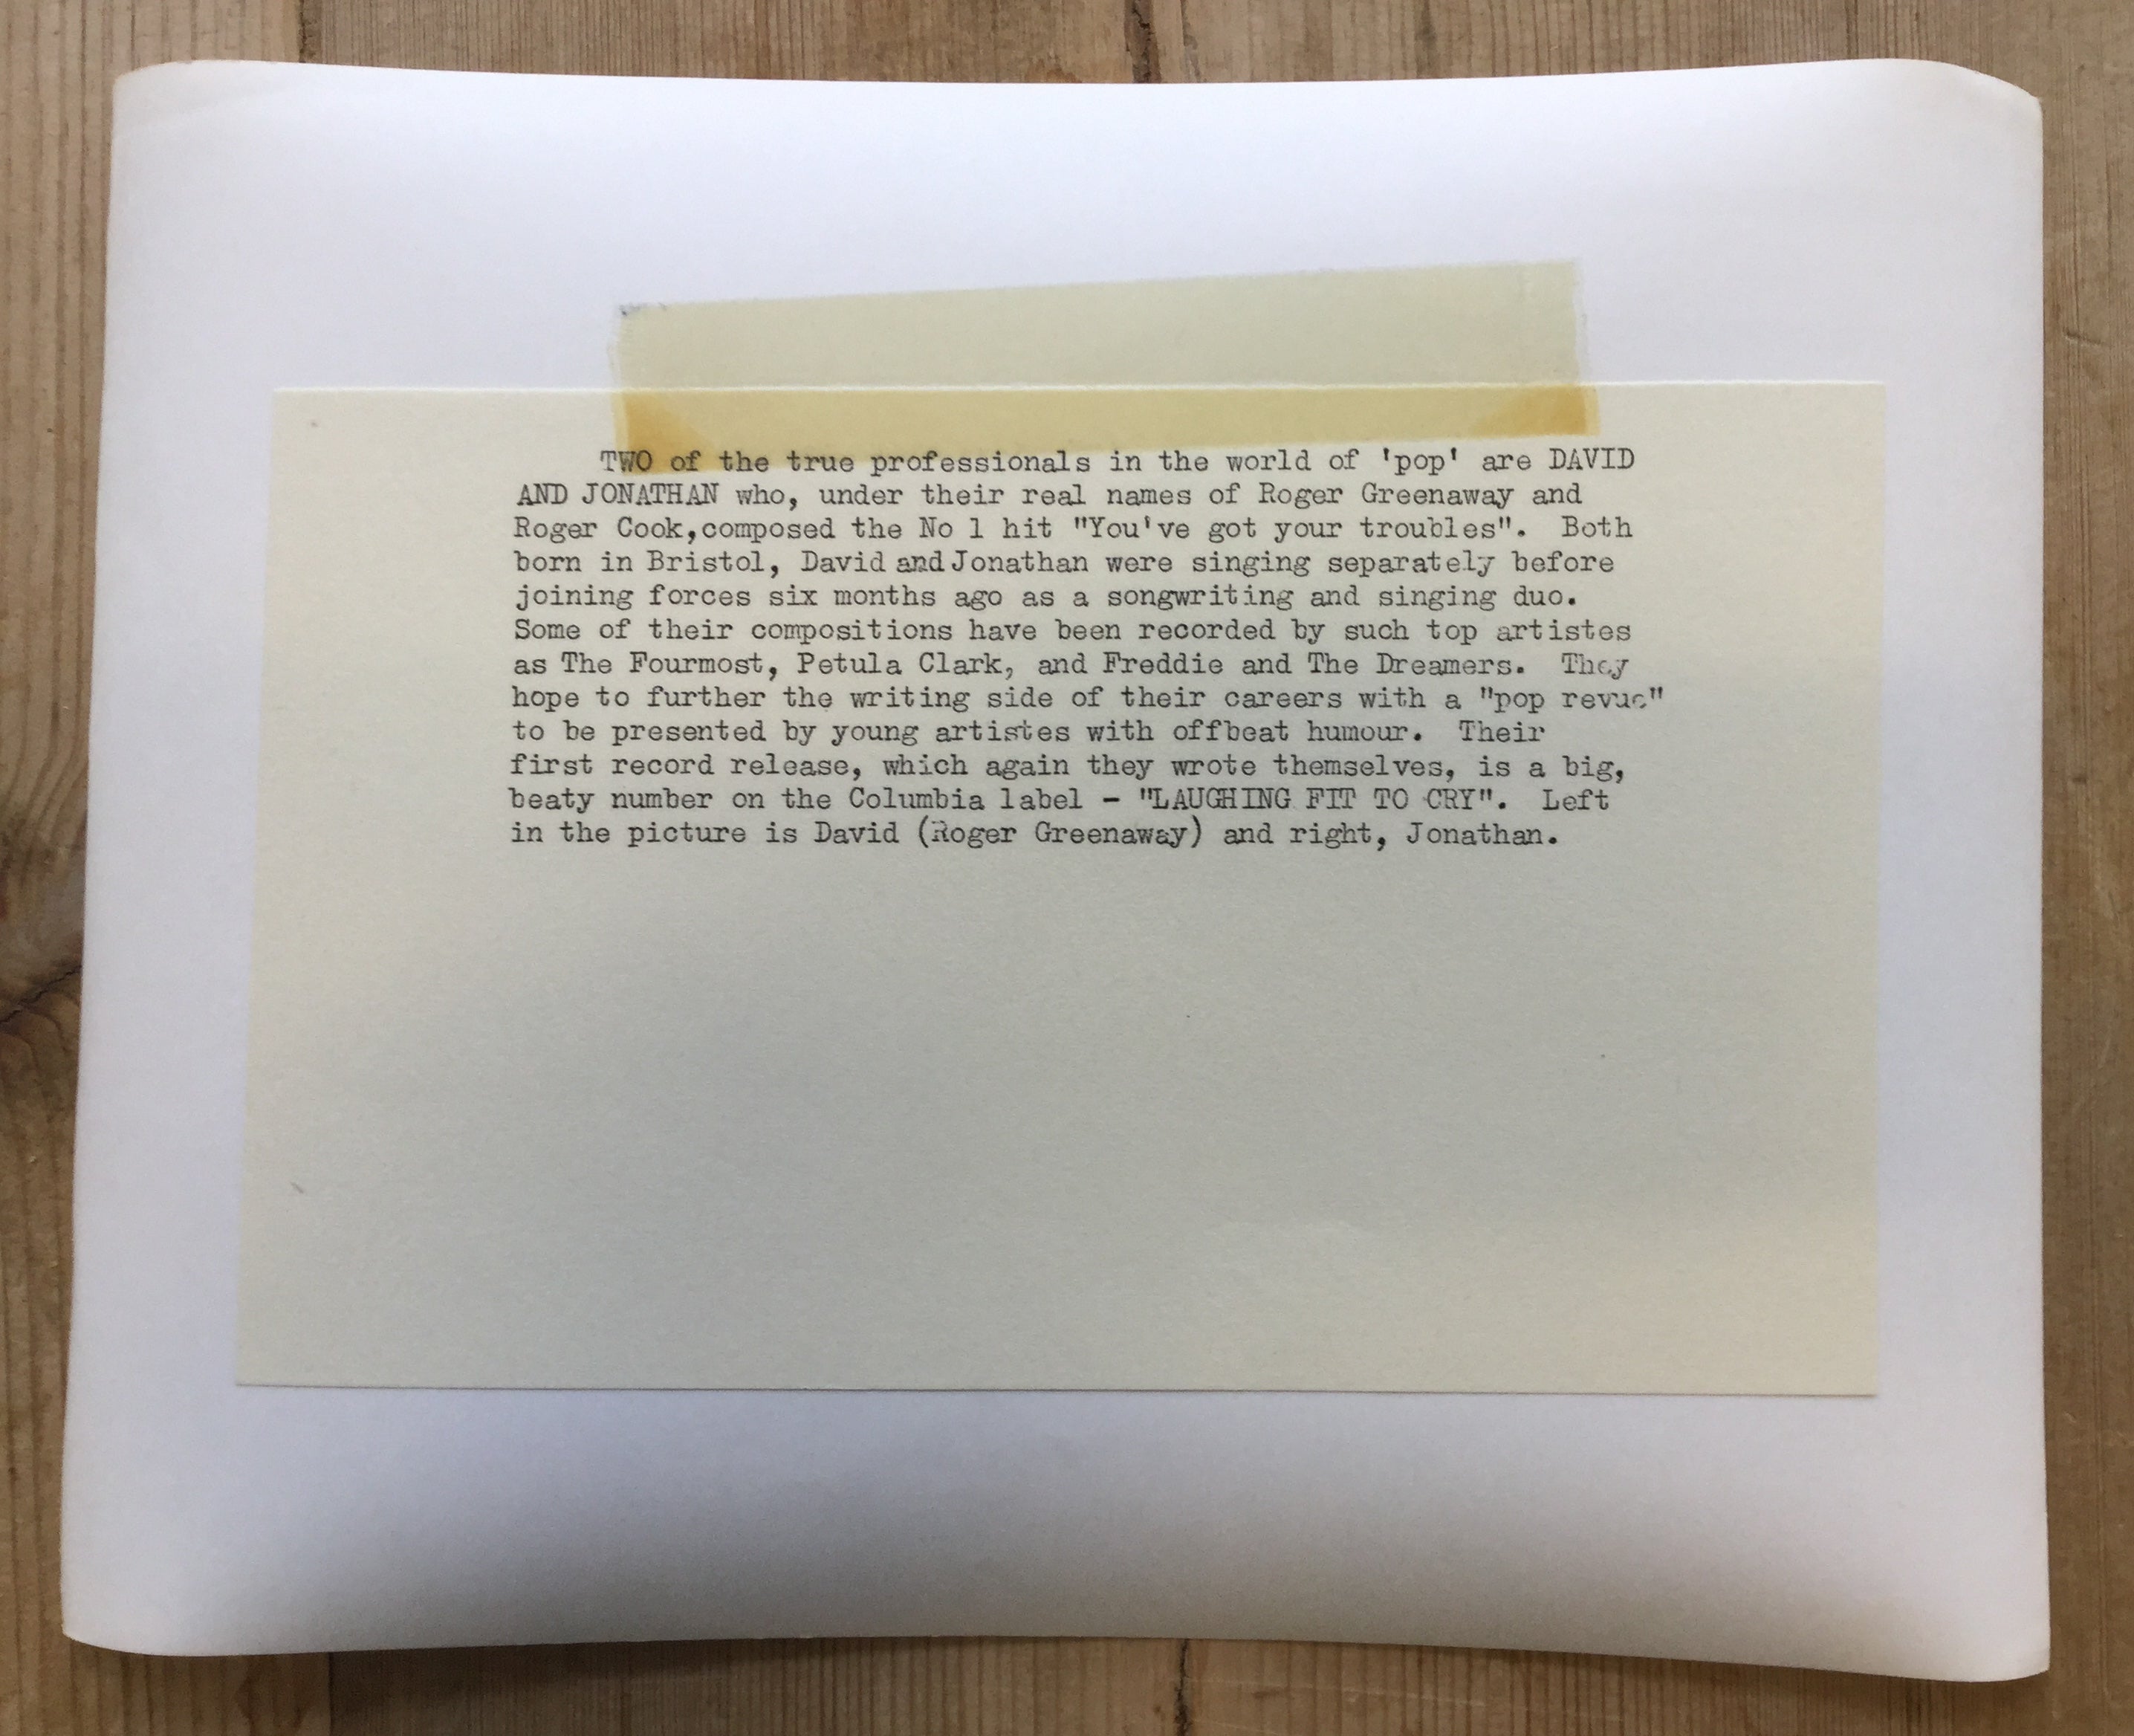 TWO of the true professionals in the world of 'pop' are DAVID
AND JONATHAN who, under their real names of Roger Greenaway and
Roger Cook,composed the No 1 hit "You've got your troubles".  Both
born in Bristol, David and Jonathan were singing separately before
joining forces six months ago as a songwriting and singing duo.
Some of their compositions have been recorded by such top artistes
as The Fourmost, Petula Clark, and Freddie and The Dreamers.  They
hope to further the writing side of their careers with a "pop revue"
to be presented by young artistes with offbeat humour.  Their
first record release, which again they wrote themselves, is a big,
beaty number on the Columbia label - "LAUGHING FIT TO CRY".  Left
in the picture is David (Roger Greenaway) and right, Jonathan.